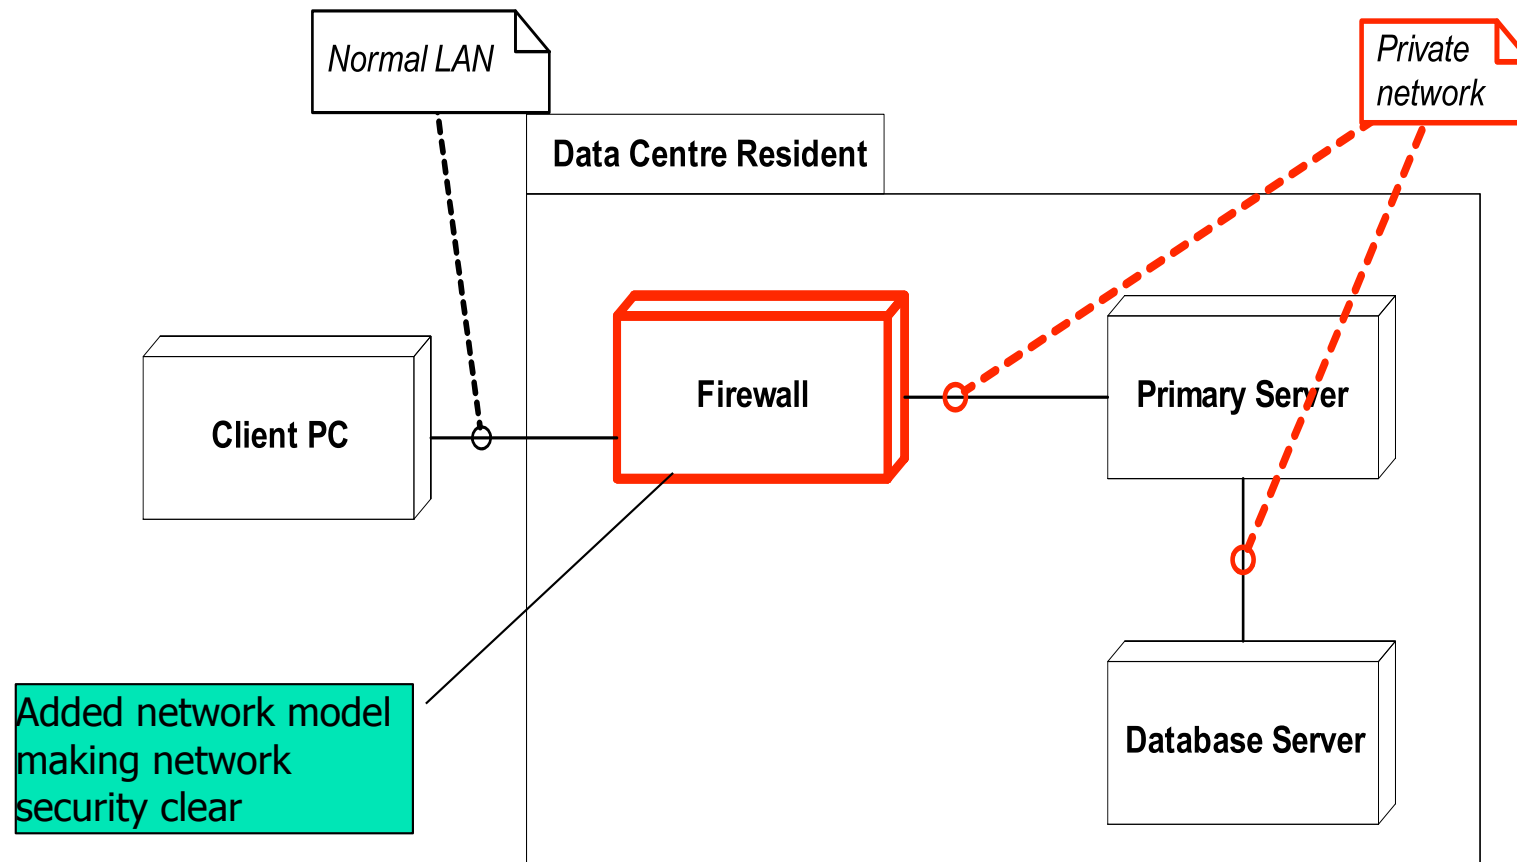 Normal LAN
Private
network
Data Centre Resident
Firewall
Primary Server
Client PC
Added network model
making network
security clear
Database Server